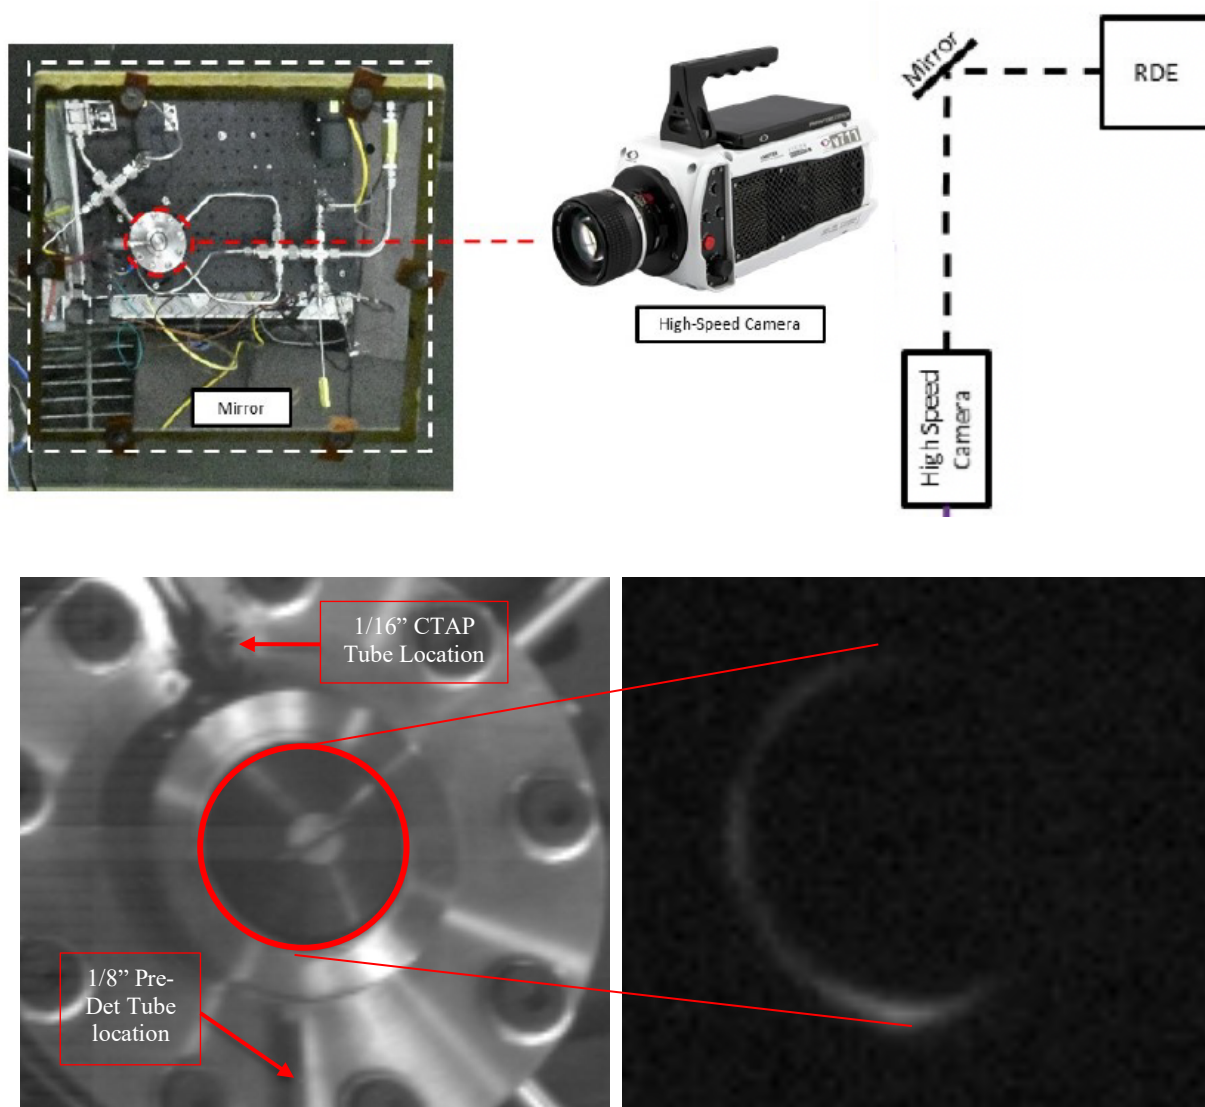 Mirror
High-Speed Camera
Mirror
RDE
High Speed
Camera
1/16” CTAP
Tube Location
1/8” Pre-
Det Tube
location